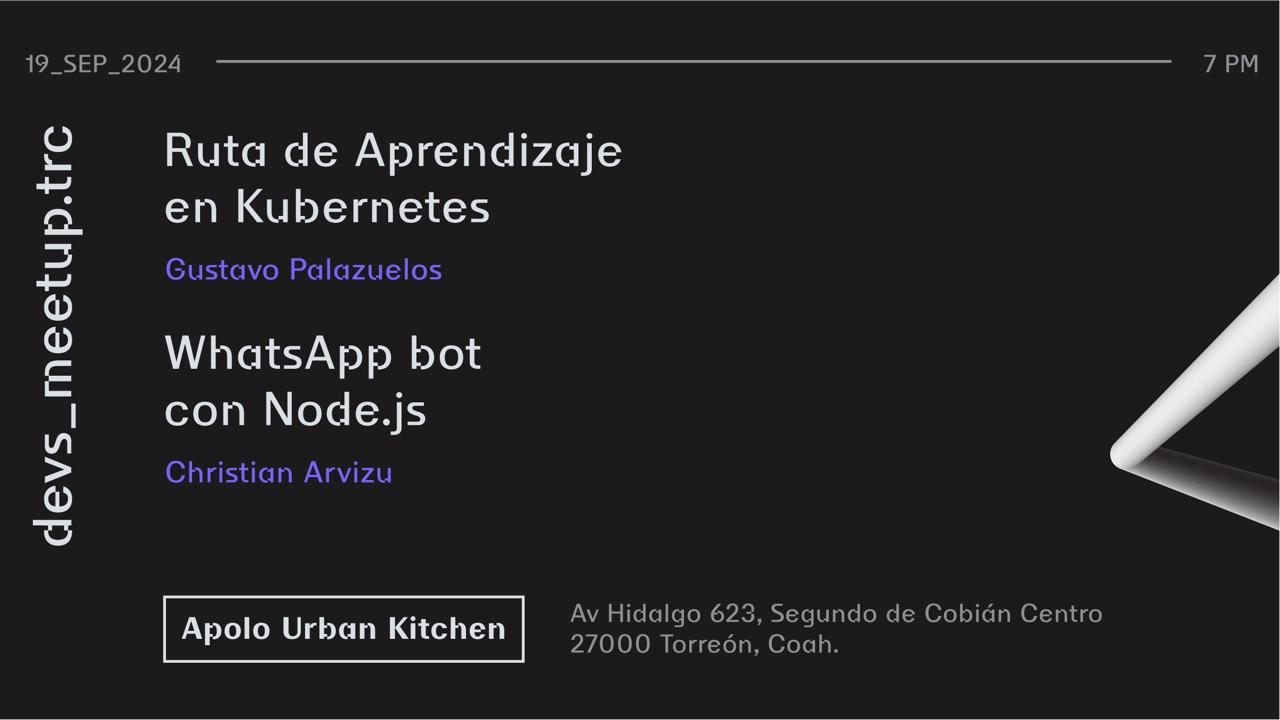 19_SEP_2024
7 PM
devs_meetup.trc
Ruta de Aprendizaje
en Kubernetes
Gustavo Palazuelos
WhatsApp bot
con Node.js
Christian Arvizu
Apolo Urban Kitchen
Av Hidalgo 623, Segundo de Cobián Centro
27000 Torreón, Coah.